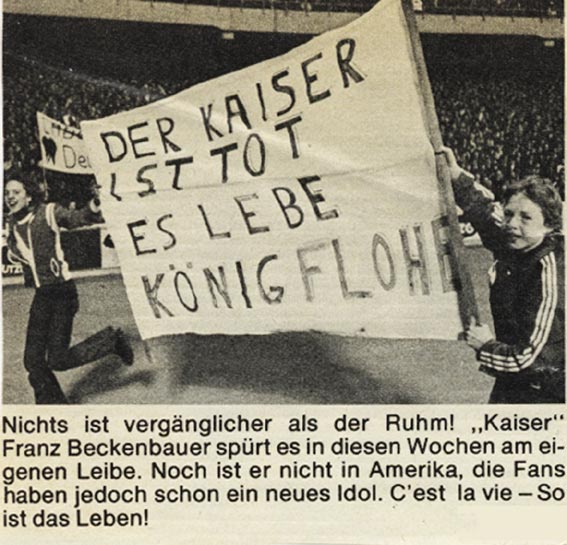 DER KAISER
IST TOT
ES LEBE
KÖNIG FLOHE
Nichts ist vergänglicher als der Ruhm! „Kaiser"
Franz Beckenbauer spürt es in diesen Wochen am ei-
genen Leibe. Noch ist er nicht in Amerika, die Fans
haben jedoch schon ein neues Idol. C'est la vie – So
ist das Leben!